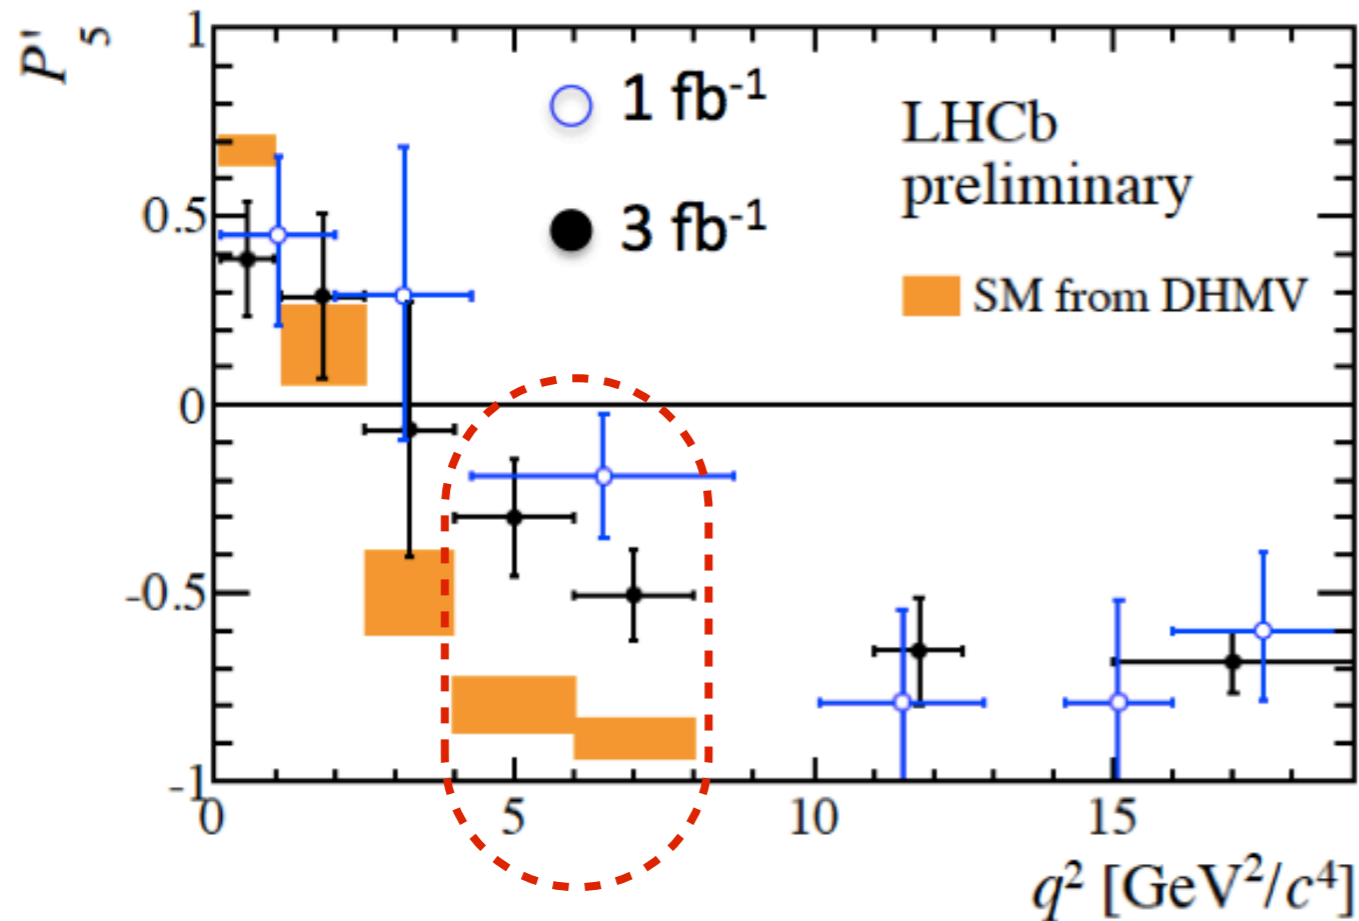 P'5
1
0.5
0
-0.5
-1
1 fb-1
3 fb-1
LHCb
preliminary
SM from DHMV
0 5 10 15
q² [GeV²/c⁴]